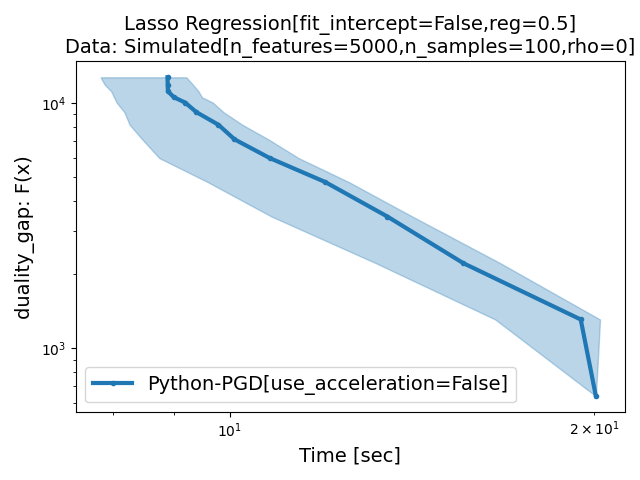 Lasso Regression[fit_intercept=False,reg=0.5]
Data: Simulated[n_features=5000,n_samples=100,rho=0]
duality_gap: F(x)
10⁴
10³
Python-PGD[use_acceleration=False]
10¹
2 × 10¹
Time [sec]